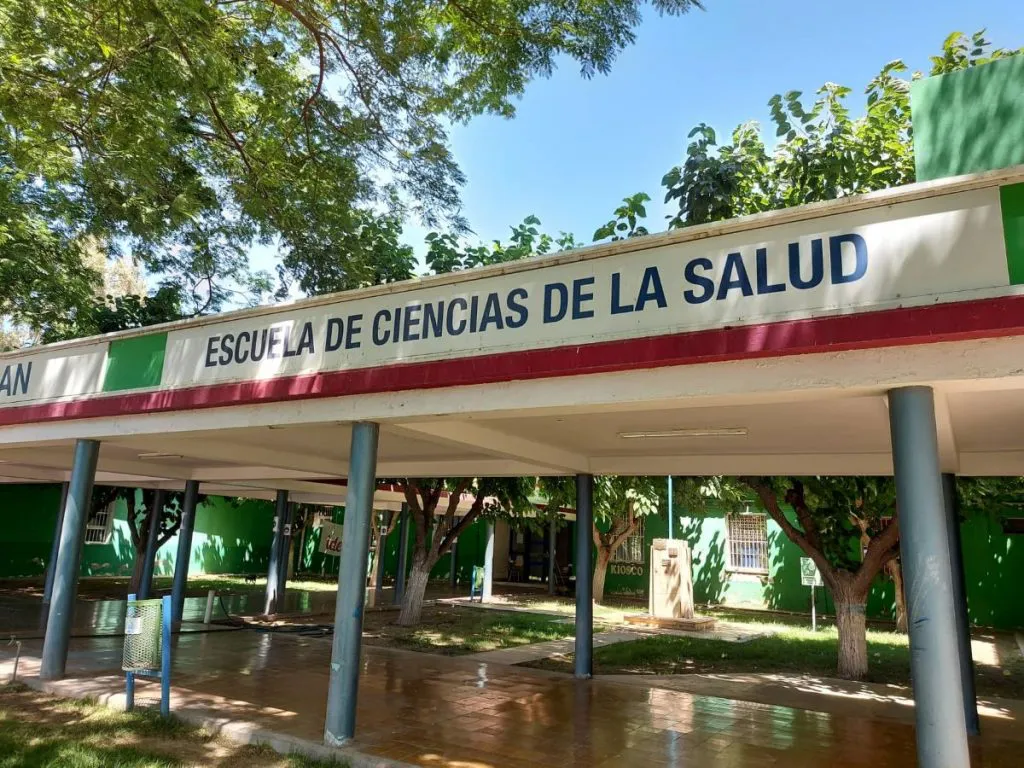 AN
ESCUELA DE CIENCIAS DE LA SALUD
KIOSCO